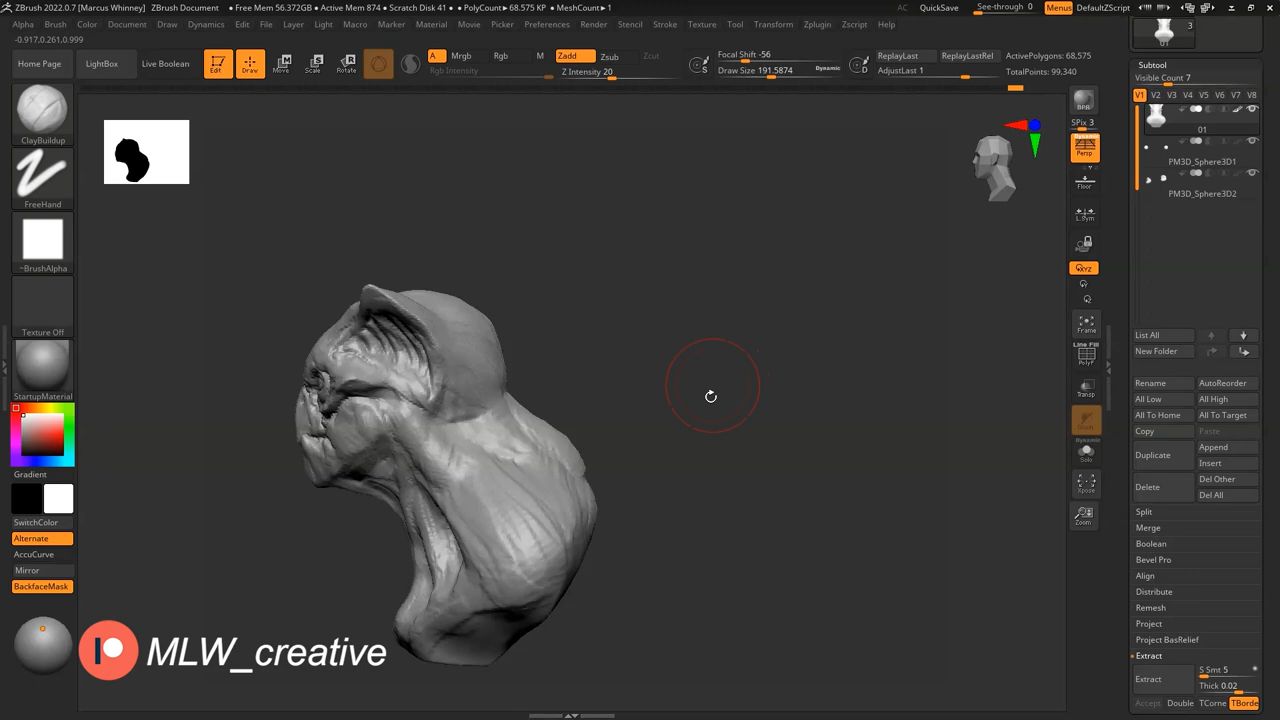 ZBrush 2022.0.7 [Marcus Whinney] ZBrush Document • Free Mem 56.372GB • Active Mem 874 • Scratch Disk 41 • PolyCount▸68.575 KP • MeshCount▸1 AC QuickSave See-through 0 Menus DefaultZScript
Alpha Brush Color Document Draw Dynamics Edit File Layer Light Macro Marker Material Movie Picker Preferences Render Stencil Stroke Texture Tool Transform Zplugin Zscript Help
-0.917,0.261,0.999
Home Page LightBox Live Boolean Edit Draw Move Scale Rotate
A Mrgb Rgb M Zadd Zsub Zcut
Rgb Intensity Z Intensity 20
Focal Shift -56
Draw Size 191.5874 Dynamic
S D
ReplayLast ReplayLastRel ActivePolygons: 68,575
AdjustLast 1 TotalPoints: 99,340
ClayBuildup
FreeHand
~BrushAlpha
Texture Off
StartupMaterial
Gradient
SwitchColor
Alternate
AccuCurve
Mirror
BackfaceMask
MLW_creative
BPR
SPix 3
Dynamic
Persp
Floor
L.Sym
XYZ
Frame
Line Fill
PolyF
Transp
Dynamic
Solo
Xpose
Zoom
3
01
Subtool
Visible Count 7
V1 V2 V3 V4 V5 V6 V7 V8
01
PM3D_Sphere3D1
PM3D_Sphere3D2
List All
New Folder
Rename AutoReorder
All Low All High
All To Home All To Target
Copy Paste
Duplicate Append
Insert
Delete Del Other
Del All
Split
Merge
Boolean
Bevel Pro
Align
Distribute
Remesh
Project
Project BasRelief
Extract
Extract S Smt 5
Thick 0.02
Accept Double TCorne TBorde